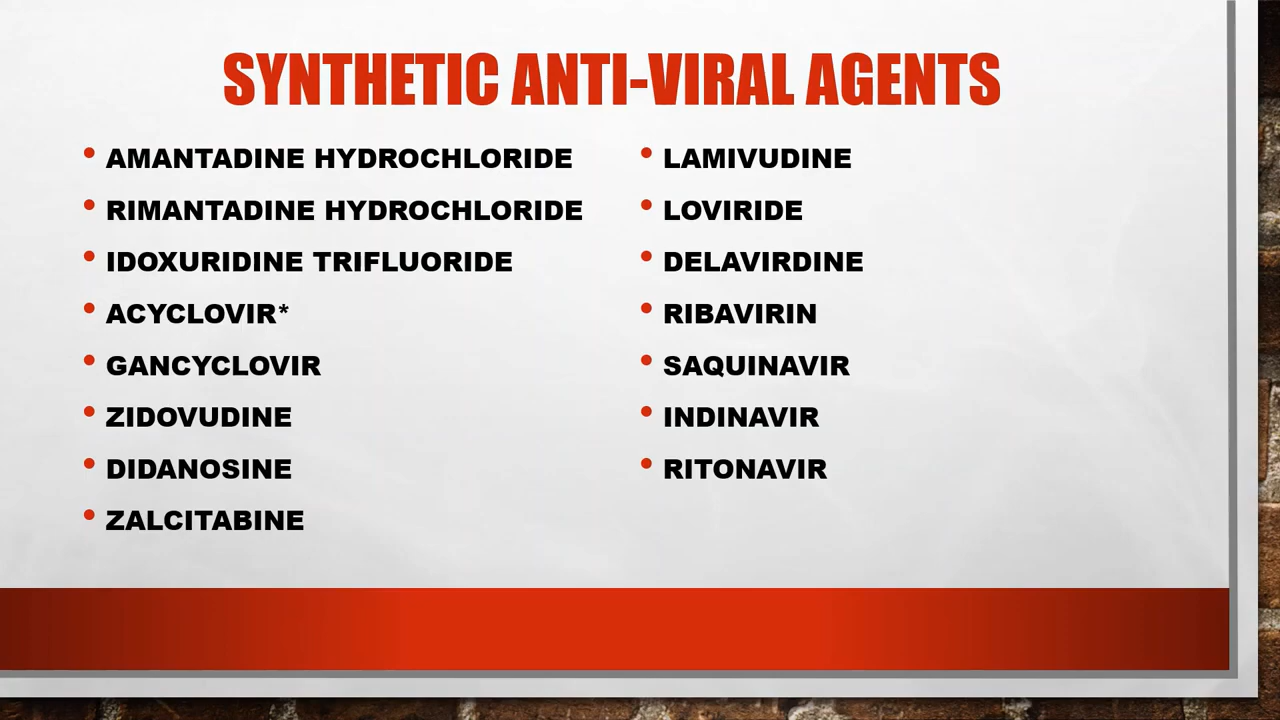 SYNTHETIC ANTI-VIRAL AGENTS
• AMANTADINE HYDROCHLORIDE
• RIMANTADINE HYDROCHLORIDE
• IDOXURIDINE TRIFLUORIDE
• ACYCLOVIR*
• GANCYCLOVIR
• ZIDOVUDINE
• DIDANOSINE
• ZALCITABINE
• LAMIVUDINE
• LOVIRIDE
• DELAVIRDINE
• RIBAVIRIN
• SAQUINAVIR
• INDINAVIR
• RITONAVIR